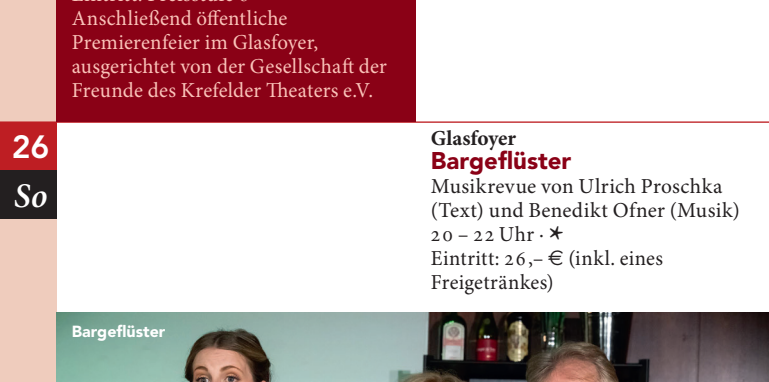 Anschließend öffentliche
Premierenfeier im Glasfoyer,
ausgerichtet von der Gesellschaft der
Freunde des Krefelder Theaters e.V.
26
So
Glasfoyer
Bargeflüster
Musikrevue von Ulrich Proschka
(Text) und Benedikt Ofner (Musik)
20 – 22 Uhr · *
Eintritt: 26,– € (inkl. eines
Freigetränkes)
Bargeflüster